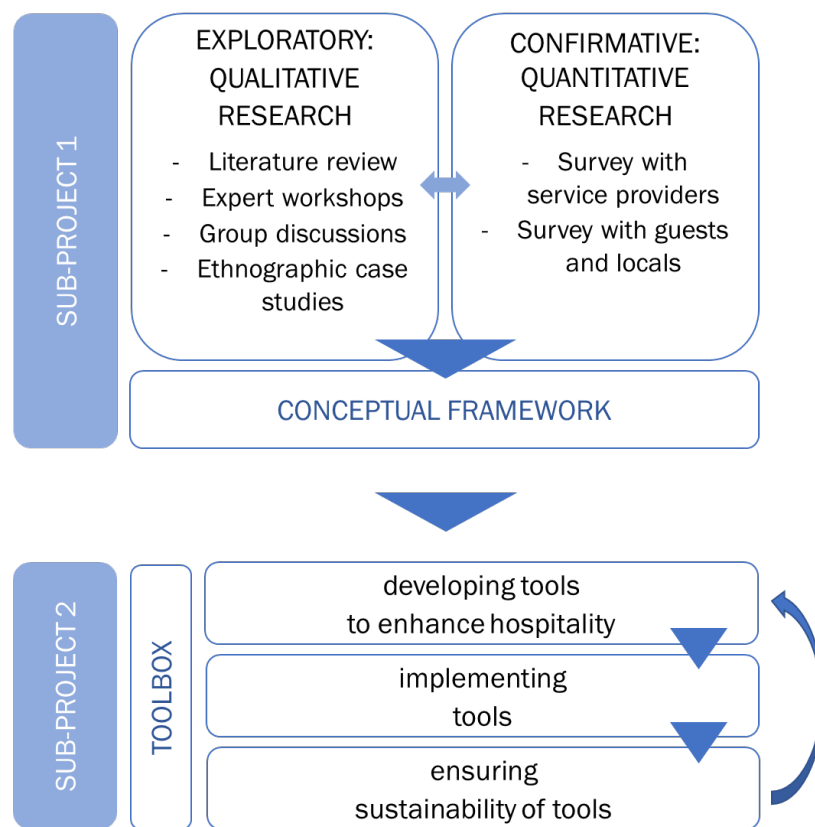 SUB-PROJECT 1
EXPLORATORY:
QUALITATIVE
RESEARCH
- Literature review
- Expert workshops
- Group discussions
- Ethnographic case
studies
CONFIRMATIVE:
QUANTITATIVE
RESEARCH
- Survey with
service providers
- Survey with guests
and locals
CONCEPTUAL FRAMEWORK
SUB-PROJECT 2
TOOLBOX
developing tools
to enhance hospitality
implementing
tools
ensuring
sustainability of tools